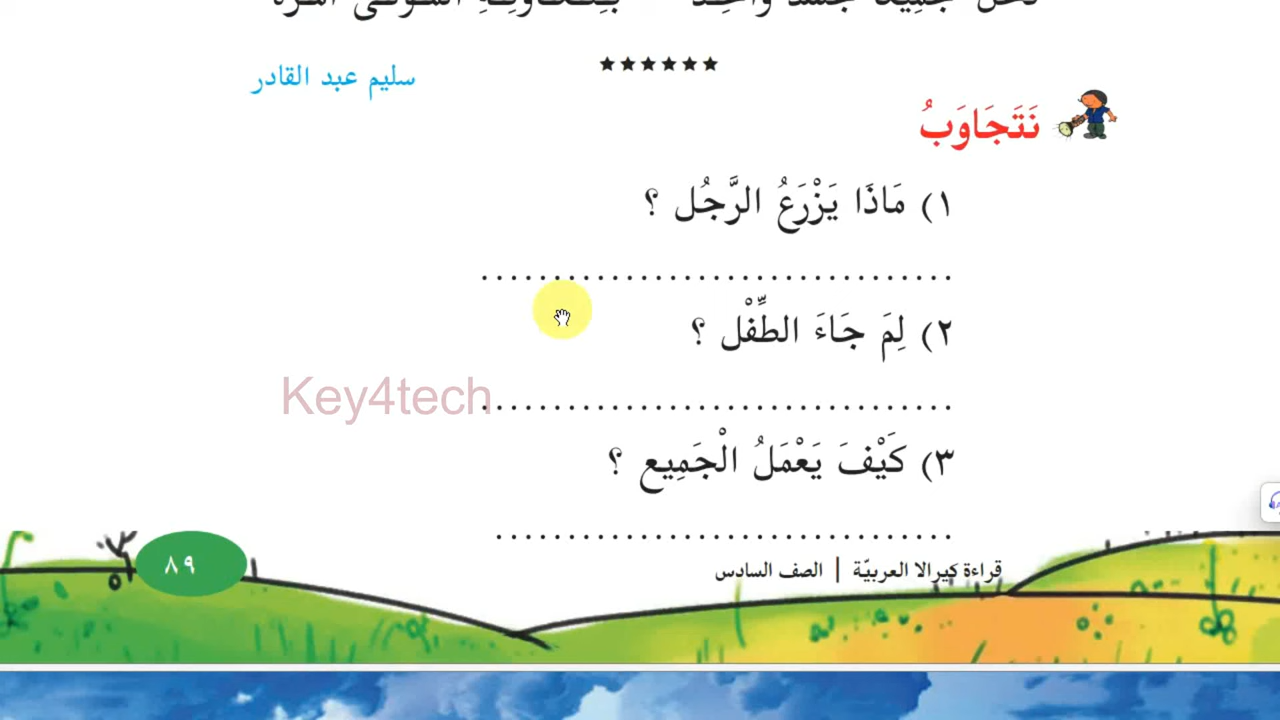 سليم عبد القادر
نَتَجَاوَبُ
١) مَاذَا يَزْرَعُ الرَّجُل ؟
٢) لِمَ جَاءَ الطِّفْل ؟
Key4tech
٣) كَيْفَ يَعْمَلُ الْجَمِيع ؟
قراءة كيرالا العربيّة | الصف السادس
٨٩